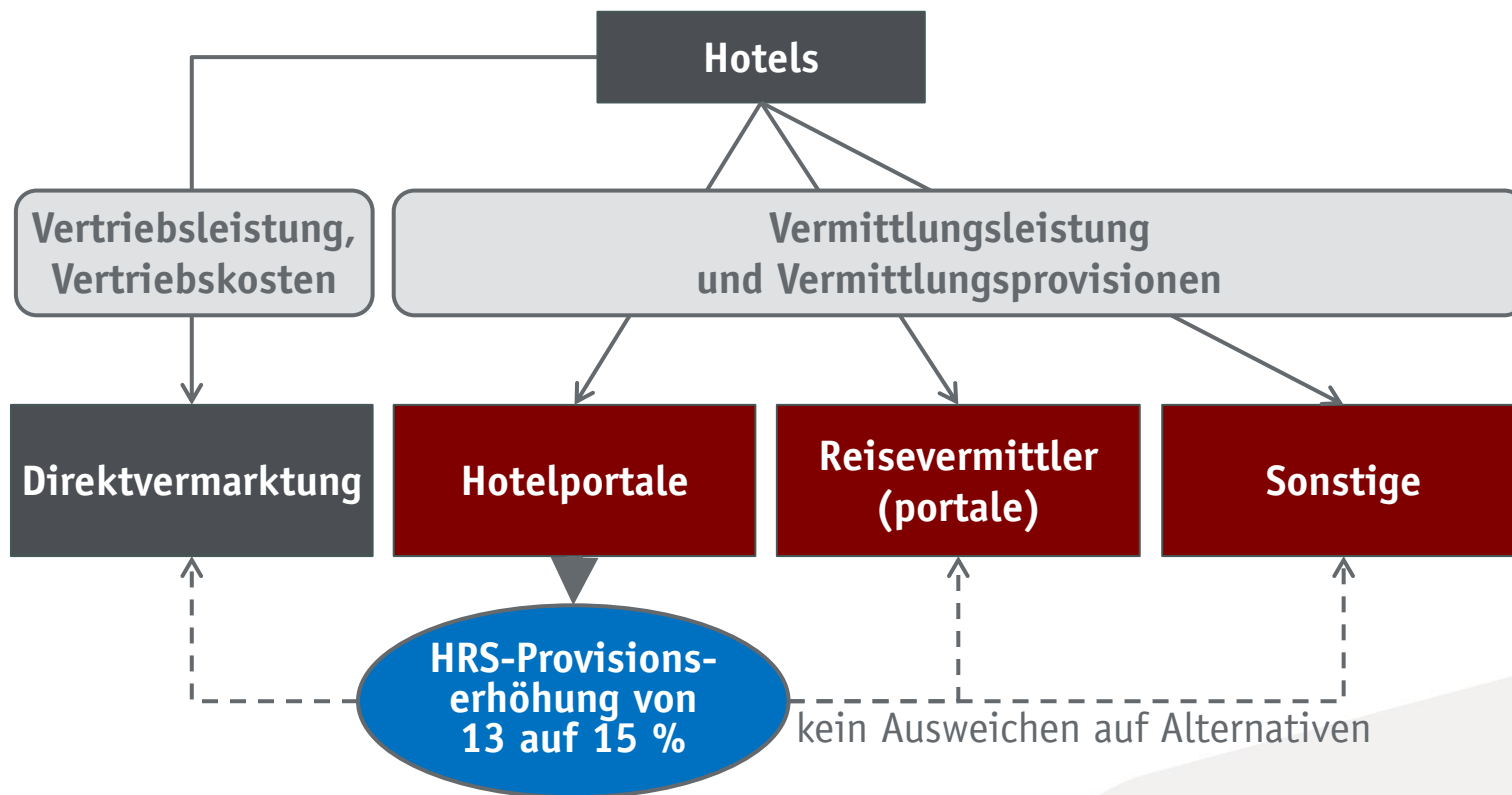 Hotels
Vertriebsleistung,
Vertriebskosten
Vermittlungsleistung
und Vermittlungsprovisionen
Direktvermarktung
Hotelportale
Reisevermittler
(portale)
Sonstige
HRS-Provisions-
erhöhung von
13 auf 15 %
kein Ausweichen auf Alternativen